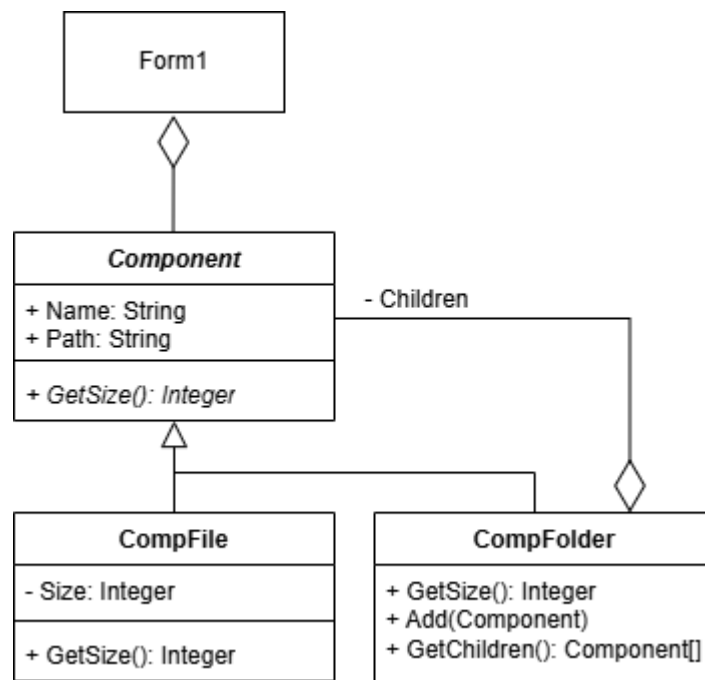 Form1
Component
+ Name: String
+ Path: String
- Children
+ GetSize(): Integer
CompFile
- Size: Integer
+ GetSize(): Integer
CompFolder
+ GetSize(): Integer
+ Add(Component)
+ GetChildren(): Component[]